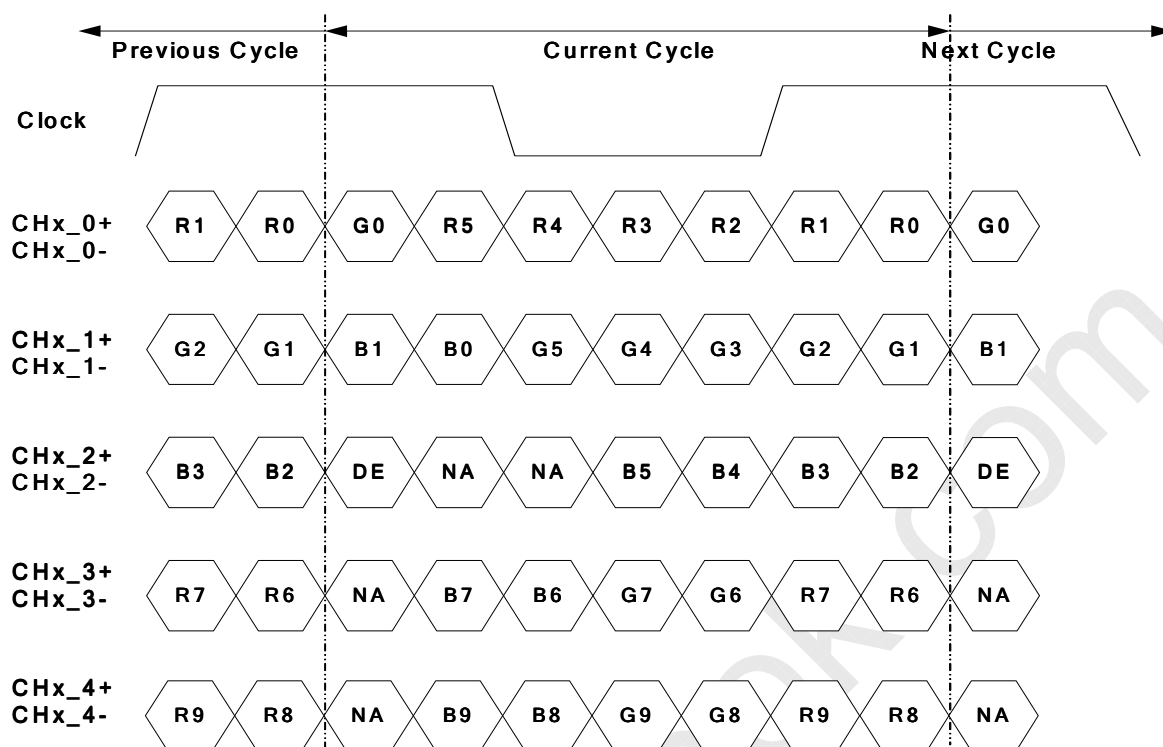 Previous Cycle Current Cycle Next Cycle
Clock
CHx_0+
CHx_0-
R1 R0 G0 R5 R4 R3 R2 R1 R0 G0
CHx_1+
CHx_1-
G2 G1 B1 B0 G5 G4 G3 G2 G1 B1
CHx_2+
CHx_2-
B3 B2 DE NA NA B5 B4 B3 B2 DE
CHx_3+
CHx_3-
R7 R6 NA B7 B6 G7 G6 R7 R6 NA
CHx_4+
CHx_4-
R9 R8 NA B9 B8 G9 G8 R9 R8 NA